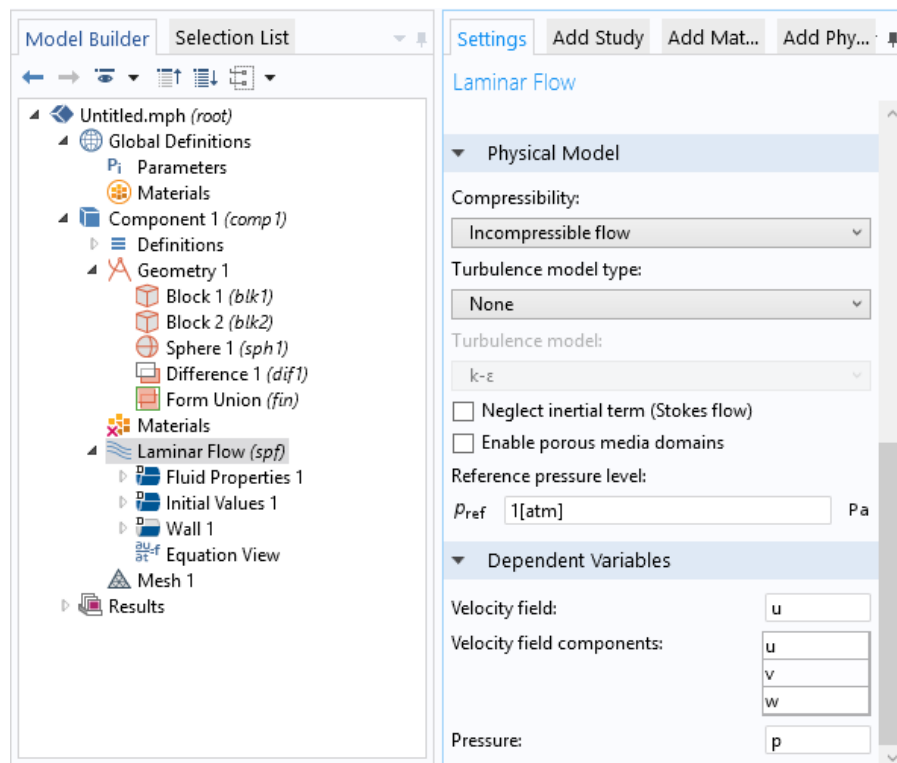 Model Builder
Selection List
Untitled.mph (root)
Global Definitions
Pi Parameters
Materials
Component 1 (comp1)
Definitions
Geometry 1
Block 1 (blk1)
Block 2 (blk2)
Sphere 1 (sph1)
Difference 1 (dif1)
Form Union (fin)
Materials
Laminar Flow (spf)
D Fluid Properties 1
D Initial Values 1
D Wall 1
∂u/∂t=f Equation View
Mesh 1
Results
Settings
Add Study
Add Mat...
Add Phy...
Laminar Flow
Physical Model
Compressibility:
Incompressible flow
Turbulence model type:
None
Turbulence model:
k-ε
Neglect inertial term (Stokes flow)
Enable porous media domains
Reference pressure level:
pref 1[atm] Pa
Dependent Variables
Velocity field: u
Velocity field components: u
v
w
Pressure: p